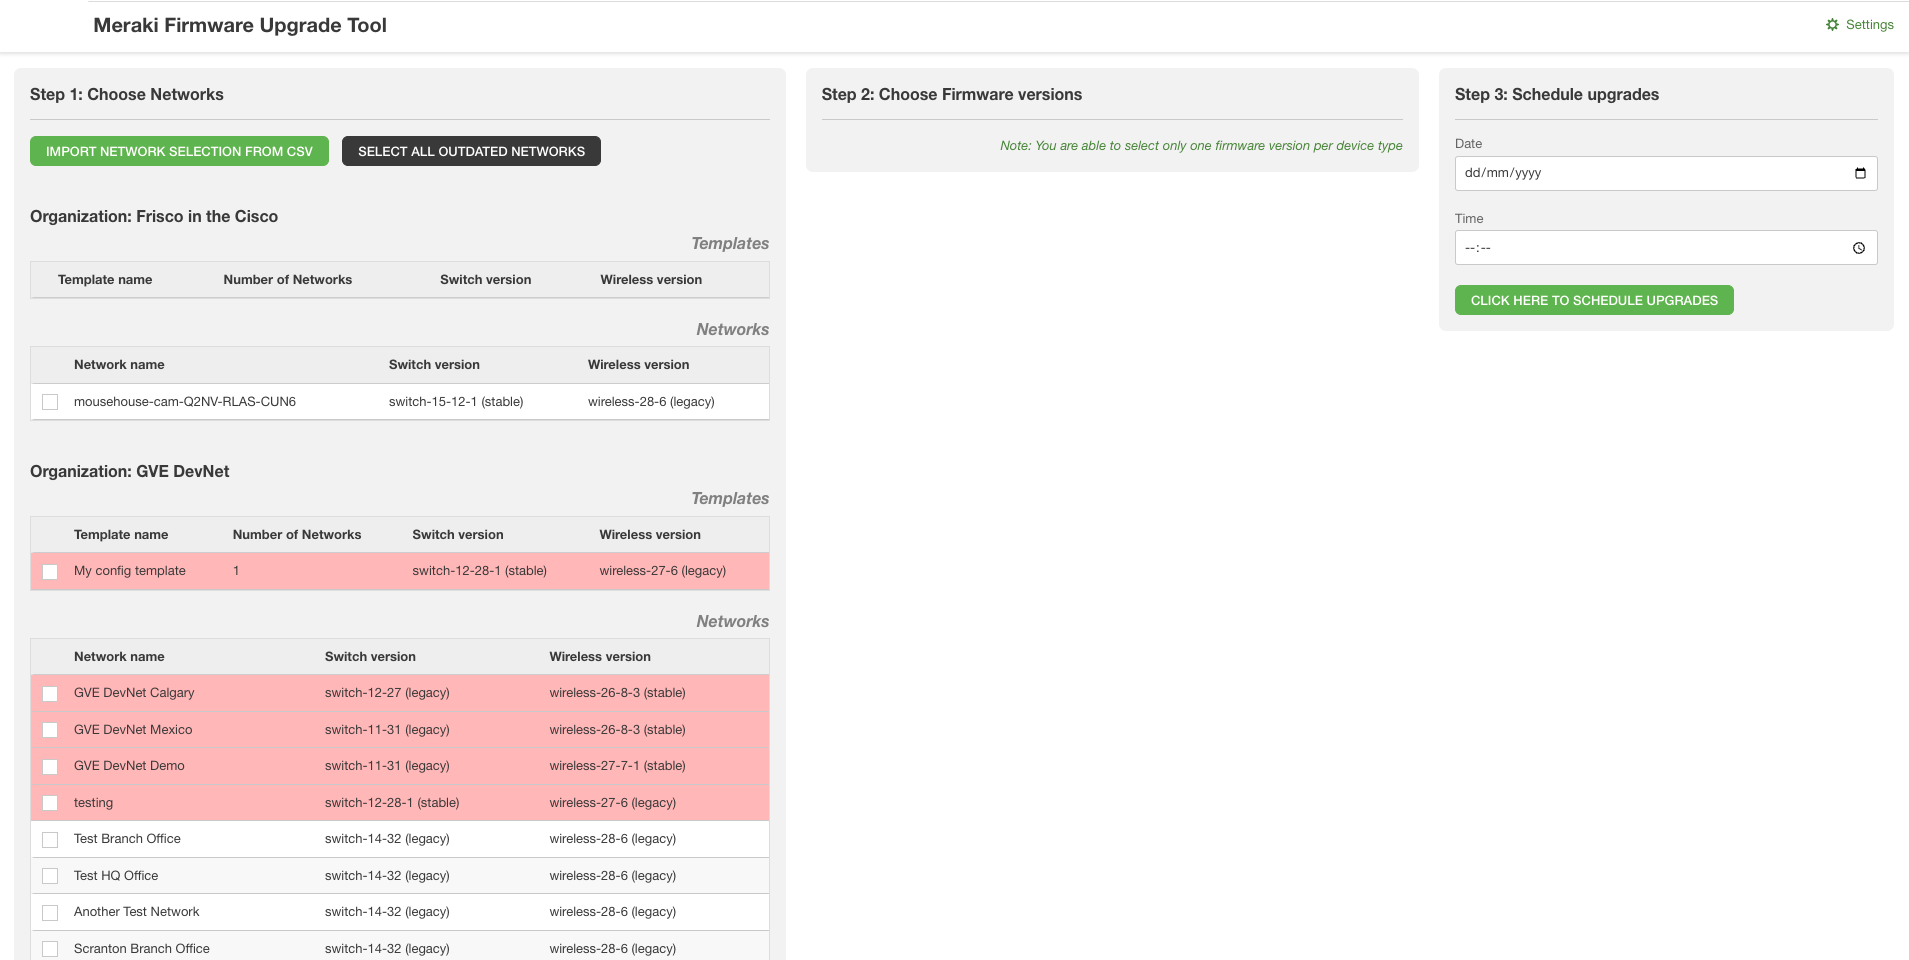 Meraki Firmware Upgrade Tool
Settings
Step 1: Choose Networks
IMPORT NETWORK SELECTION FROM CSV
SELECT ALL OUTDATED NETWORKS
Organization: Frisco in the Cisco
Templates
Template name Number of Networks Switch version Wireless version
Networks
Network name Switch version Wireless version
mousehouse-cam-Q2NV-RLAS-CUN6 switch-15-12-1 (stable) wireless-28-6 (legacy)
Organization: GVE DevNet
Templates
Template name Number of Networks Switch version Wireless version
My config template 1 switch-12-28-1 (stable) wireless-27-6 (legacy)
Networks
Network name Switch version Wireless version
GVE DevNet Calgary switch-12-27 (legacy) wireless-26-8-3 (stable)
GVE DevNet Mexico switch-11-31 (legacy) wireless-26-8-3 (stable)
GVE DevNet Demo switch-11-31 (legacy) wireless-27-7-1 (stable)
testing switch-12-28-1 (stable) wireless-27-6 (legacy)
Test Branch Office switch-14-32 (legacy) wireless-28-6 (legacy)
Test HQ Office switch-14-32 (legacy) wireless-28-6 (legacy)
Another Test Network switch-14-32 (legacy) wireless-28-6 (legacy)
Scranton Branch Office switch-14-32 (legacy) wireless-28-6 (legacy)
Step 2: Choose Firmware versions
Note: You are able to select only one firmware version per device type
Step 3: Schedule upgrades
Date
dd/mm/yyyy
Time
--:--
CLICK HERE TO SCHEDULE UPGRADES